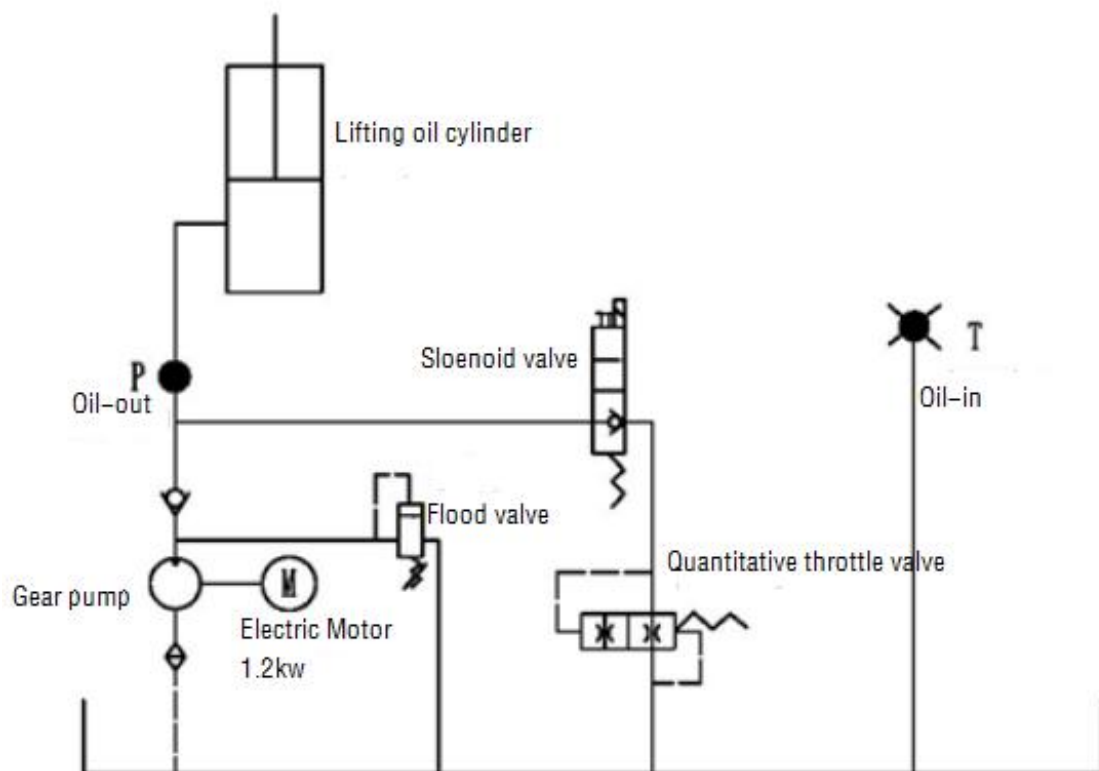 Lifting oil cylinder
Sloenoid valve
P
Oil-out
T
Oil-in
Flood valve
Quantitative throttle valve
Gear pump
M
Electric Motor
1.2kw